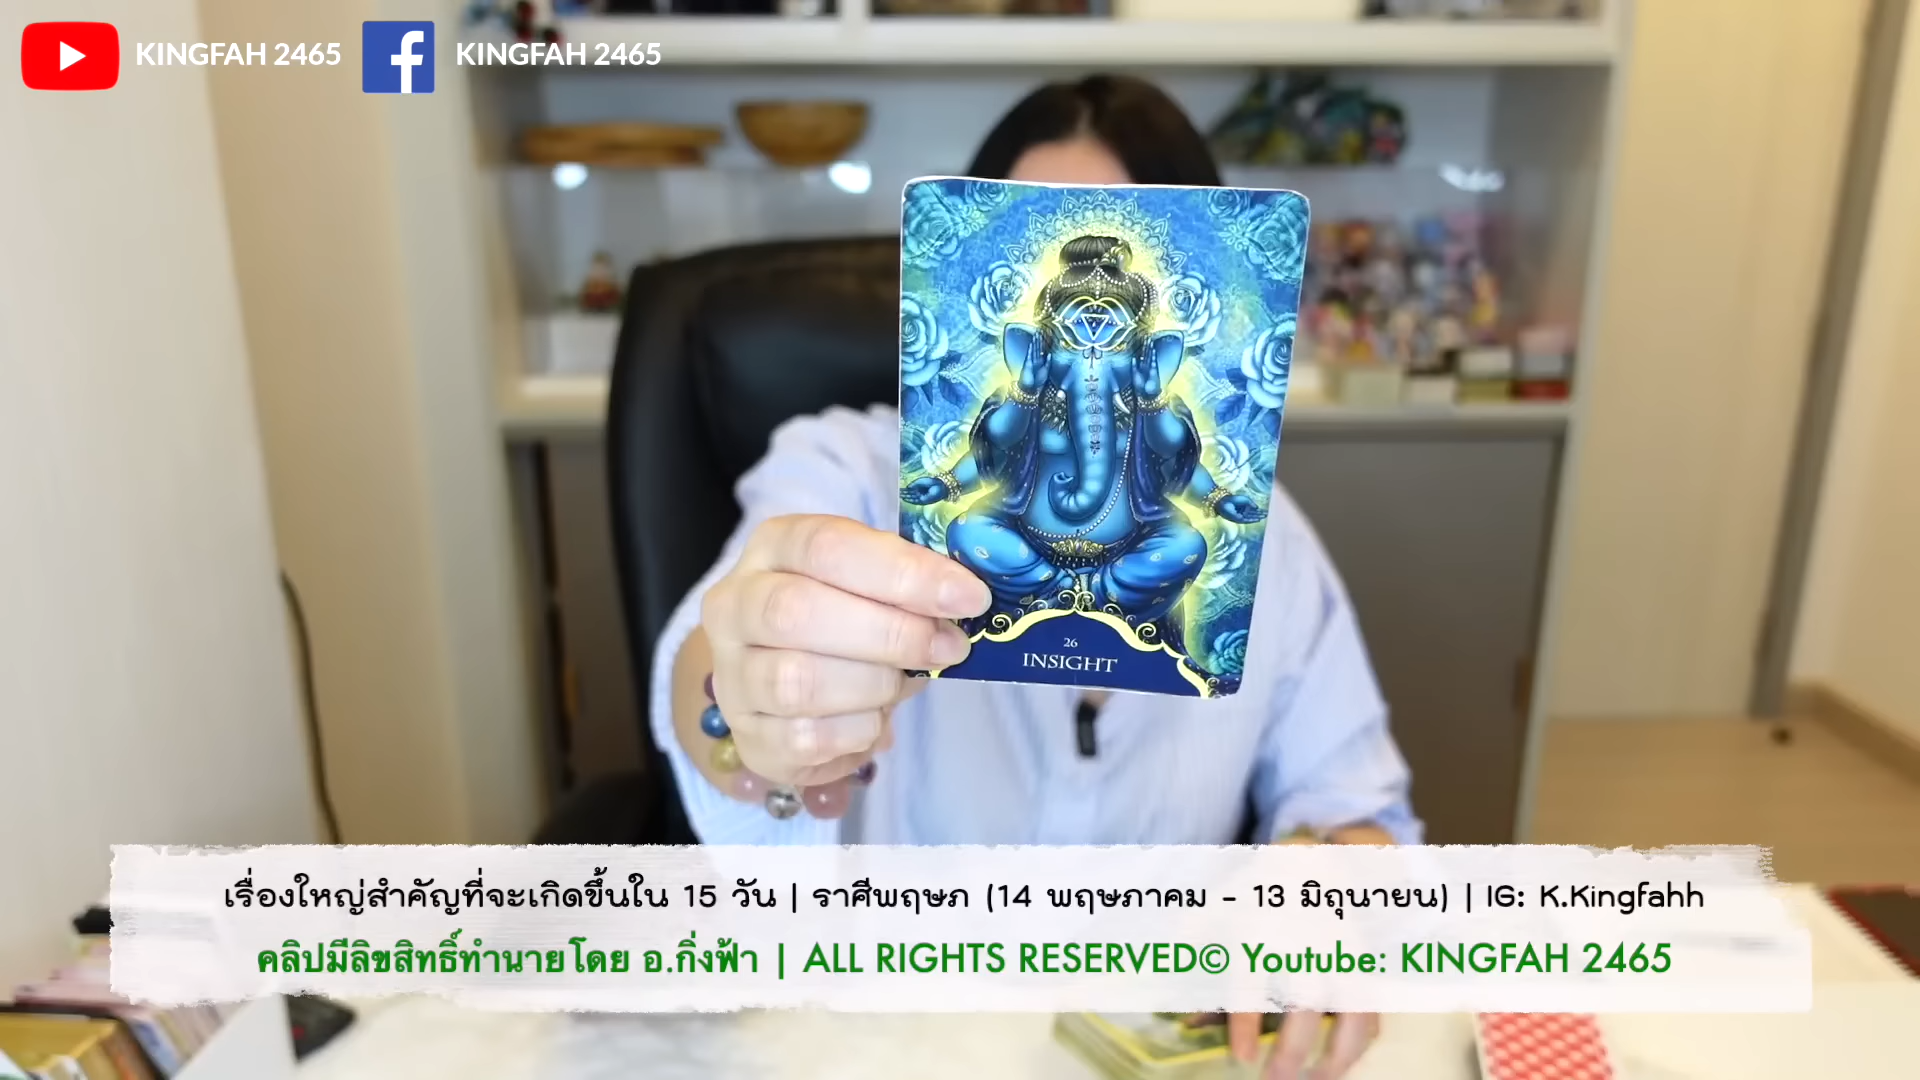 KINGFAH 2465 KINGFAH 2465
26
INSIGHT
เรื่องใหญ่สำคัญที่จะเกิดขึ้นใน 15 วัน | ราศีพฤษภ (14 พฤษภาคม - 13 มิถุนายน) | IG: K.Kingfahh
คลิปมีลิขสิทธิ์ทำนายโดย อ.กิ่งฟ้า | ALL RIGHTS RESERVED© Youtube: KINGFAH 2465